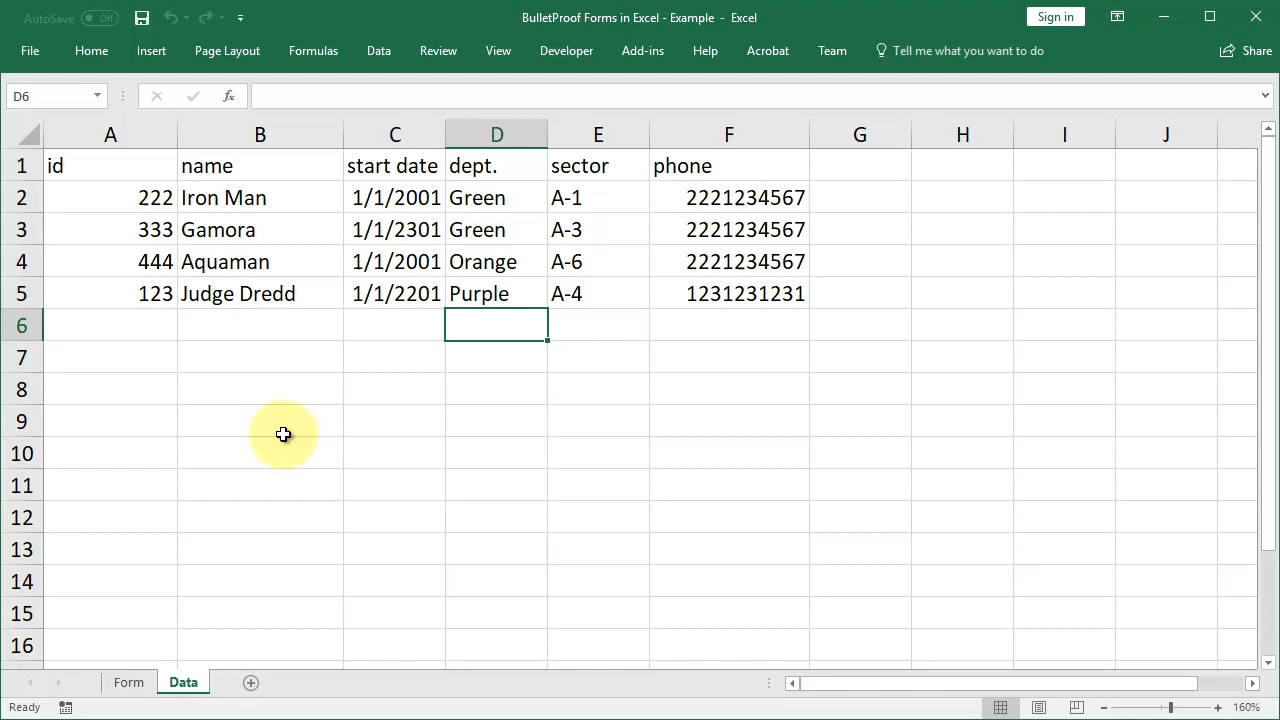 AutoSave Off BulletProof Forms in Excel - Example - Excel Sign in
File Home Insert Page Layout Formulas Data Review View Developer Add-ins Help Acrobat Team Tell me what you want to do Share
D6 fx
A B C D E F G H I J
1 id name start date dept. sector phone
2 222 Iron Man 1/1/2001 Green A-1 2221234567
3 333 Gamora 1/1/2301 Green A-3 2221234567
4 444 Aquaman 1/1/2001 Orange A-6 2221234567
5 123 Judge Dredd 1/1/2201 Purple A-4 1231231231
6
7
8
9
10
11
12
13
14
15
16
Form Data
Ready 160%